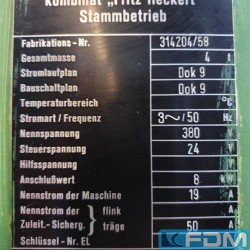 Kombinat „Fritz Heckert"
Stammbetrieb
Fabrikations-Nr. 314204/58
Gesamtmasse 4 t
Stromlaufplan Dok 9
Bauschaltplan Dok 9
Temperaturbereich °C
Stromart / Frequenz 3~/50 Hz
Nennspannung 380 V
Steuerspannung 24 V
Hilfsspannung V
Anschlußwert 8 kW
Nennstrom der Maschine 19 A
Nennstrom der } flink A
Zuleit.-Sicherg. } träge 50 A
Schlüssel-Nr. EL
FDM